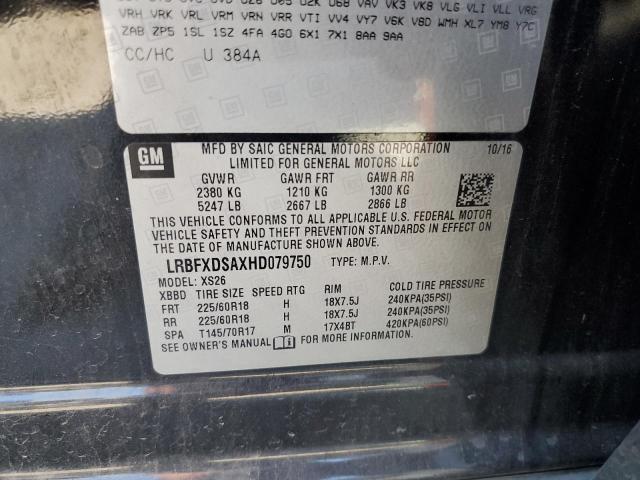 VRH VRK VRL VRM VRN VRR VTI VV4 VY7 V6K V8D WMH XL7 YM8 Y7C
ZAB ZP5 1SL 1SZ 4FA 4G0 6X1 7X1 8AA 9AA
CC/HC U 384A
GM
MFD BY SAIC GENERAL MOTORS CORPORATION 10/16
LIMITED FOR GENERAL MOTORS LLC
GVWR GAWR FRT GAWR RR
2380 KG 1210 KG 1300 KG
5247 LB 2667 LB 2866 LB
THIS VEHICLE CONFORMS TO ALL APPLICABLE U.S. FEDERAL MOTOR
VEHICLE SAFETY AND THEFT PREVENTION STANDARDS IN EFFECT ON
THE DATE OF MANUFACTURE SHOWN ABOVE.
LRBFXDSAXHD079750 TYPE: M.P.V.
MODEL: XS26
XBBD TIRE SIZE SPEED RTG RIM COLD TIRE PRESSURE
FRT 225/60R18 H 18X7.5J 240KPA(35PSI)
RR 225/60R18 H 18X7.5J 240KPA(35PSI)
SPA T145/70R17 M 17X4BT 420KPA(60PSI)
SEE OWNER'S MANUAL FOR MORE INFORMATION.
GM